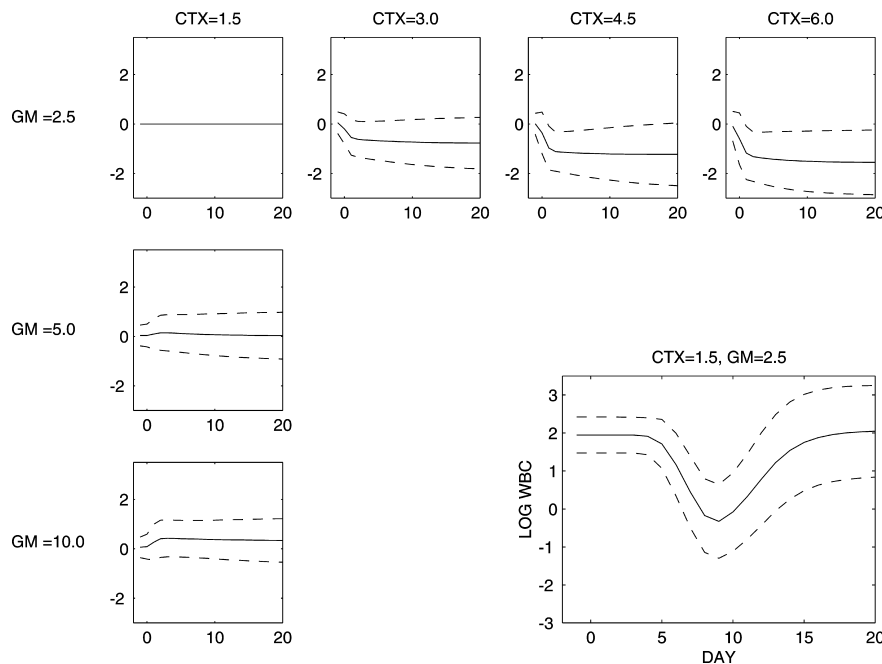 CTX=1.5 CTX=3.0 CTX=4.5 CTX=6.0
GM =2.5
2 0 -2
0 10 20
2 0 -2
0 10 20
2 0 -2
0 10 20
2 0 -2
0 10 20
GM =5.0
2 0 -2
0 10 20
CTX=1.5, GM=2.5
LOG WBC
3 2 1 0 -1 -2 -3
0 5 10 15 20
DAY
GM =10.0
2 0 -2
0 10 20